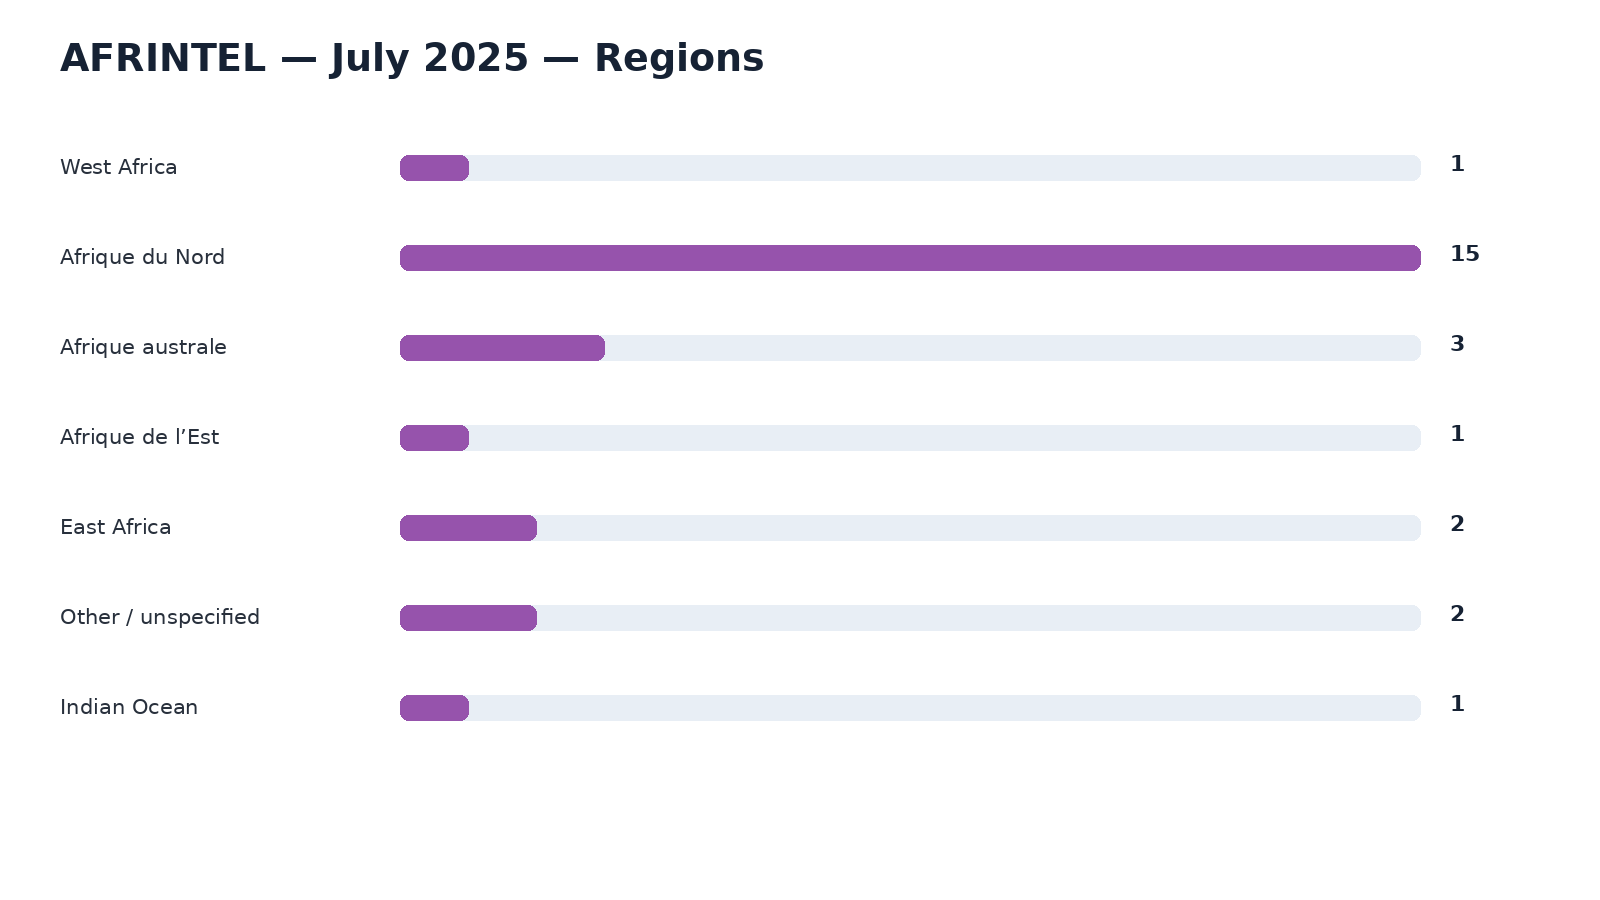 AFRINTEL — July 2025 — Regions
West Africa 1
Afrique du Nord 15
Afrique australe 3
Afrique de l’Est 1
East Africa 2
Other / unspecified 2
Indian Ocean 1